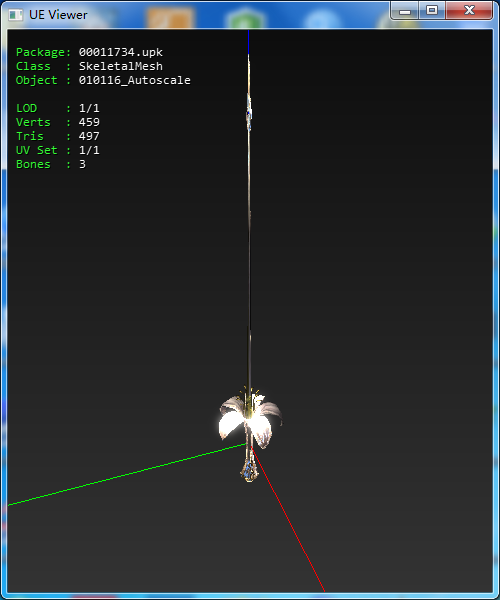 UE Viewer
Package: 00011734.upk
Class : SkeletalMesh
Object : 010116_Autoscale
LOD : 1/1
Verts : 459
Tris : 497
UV Set : 1/1
Bones : 3